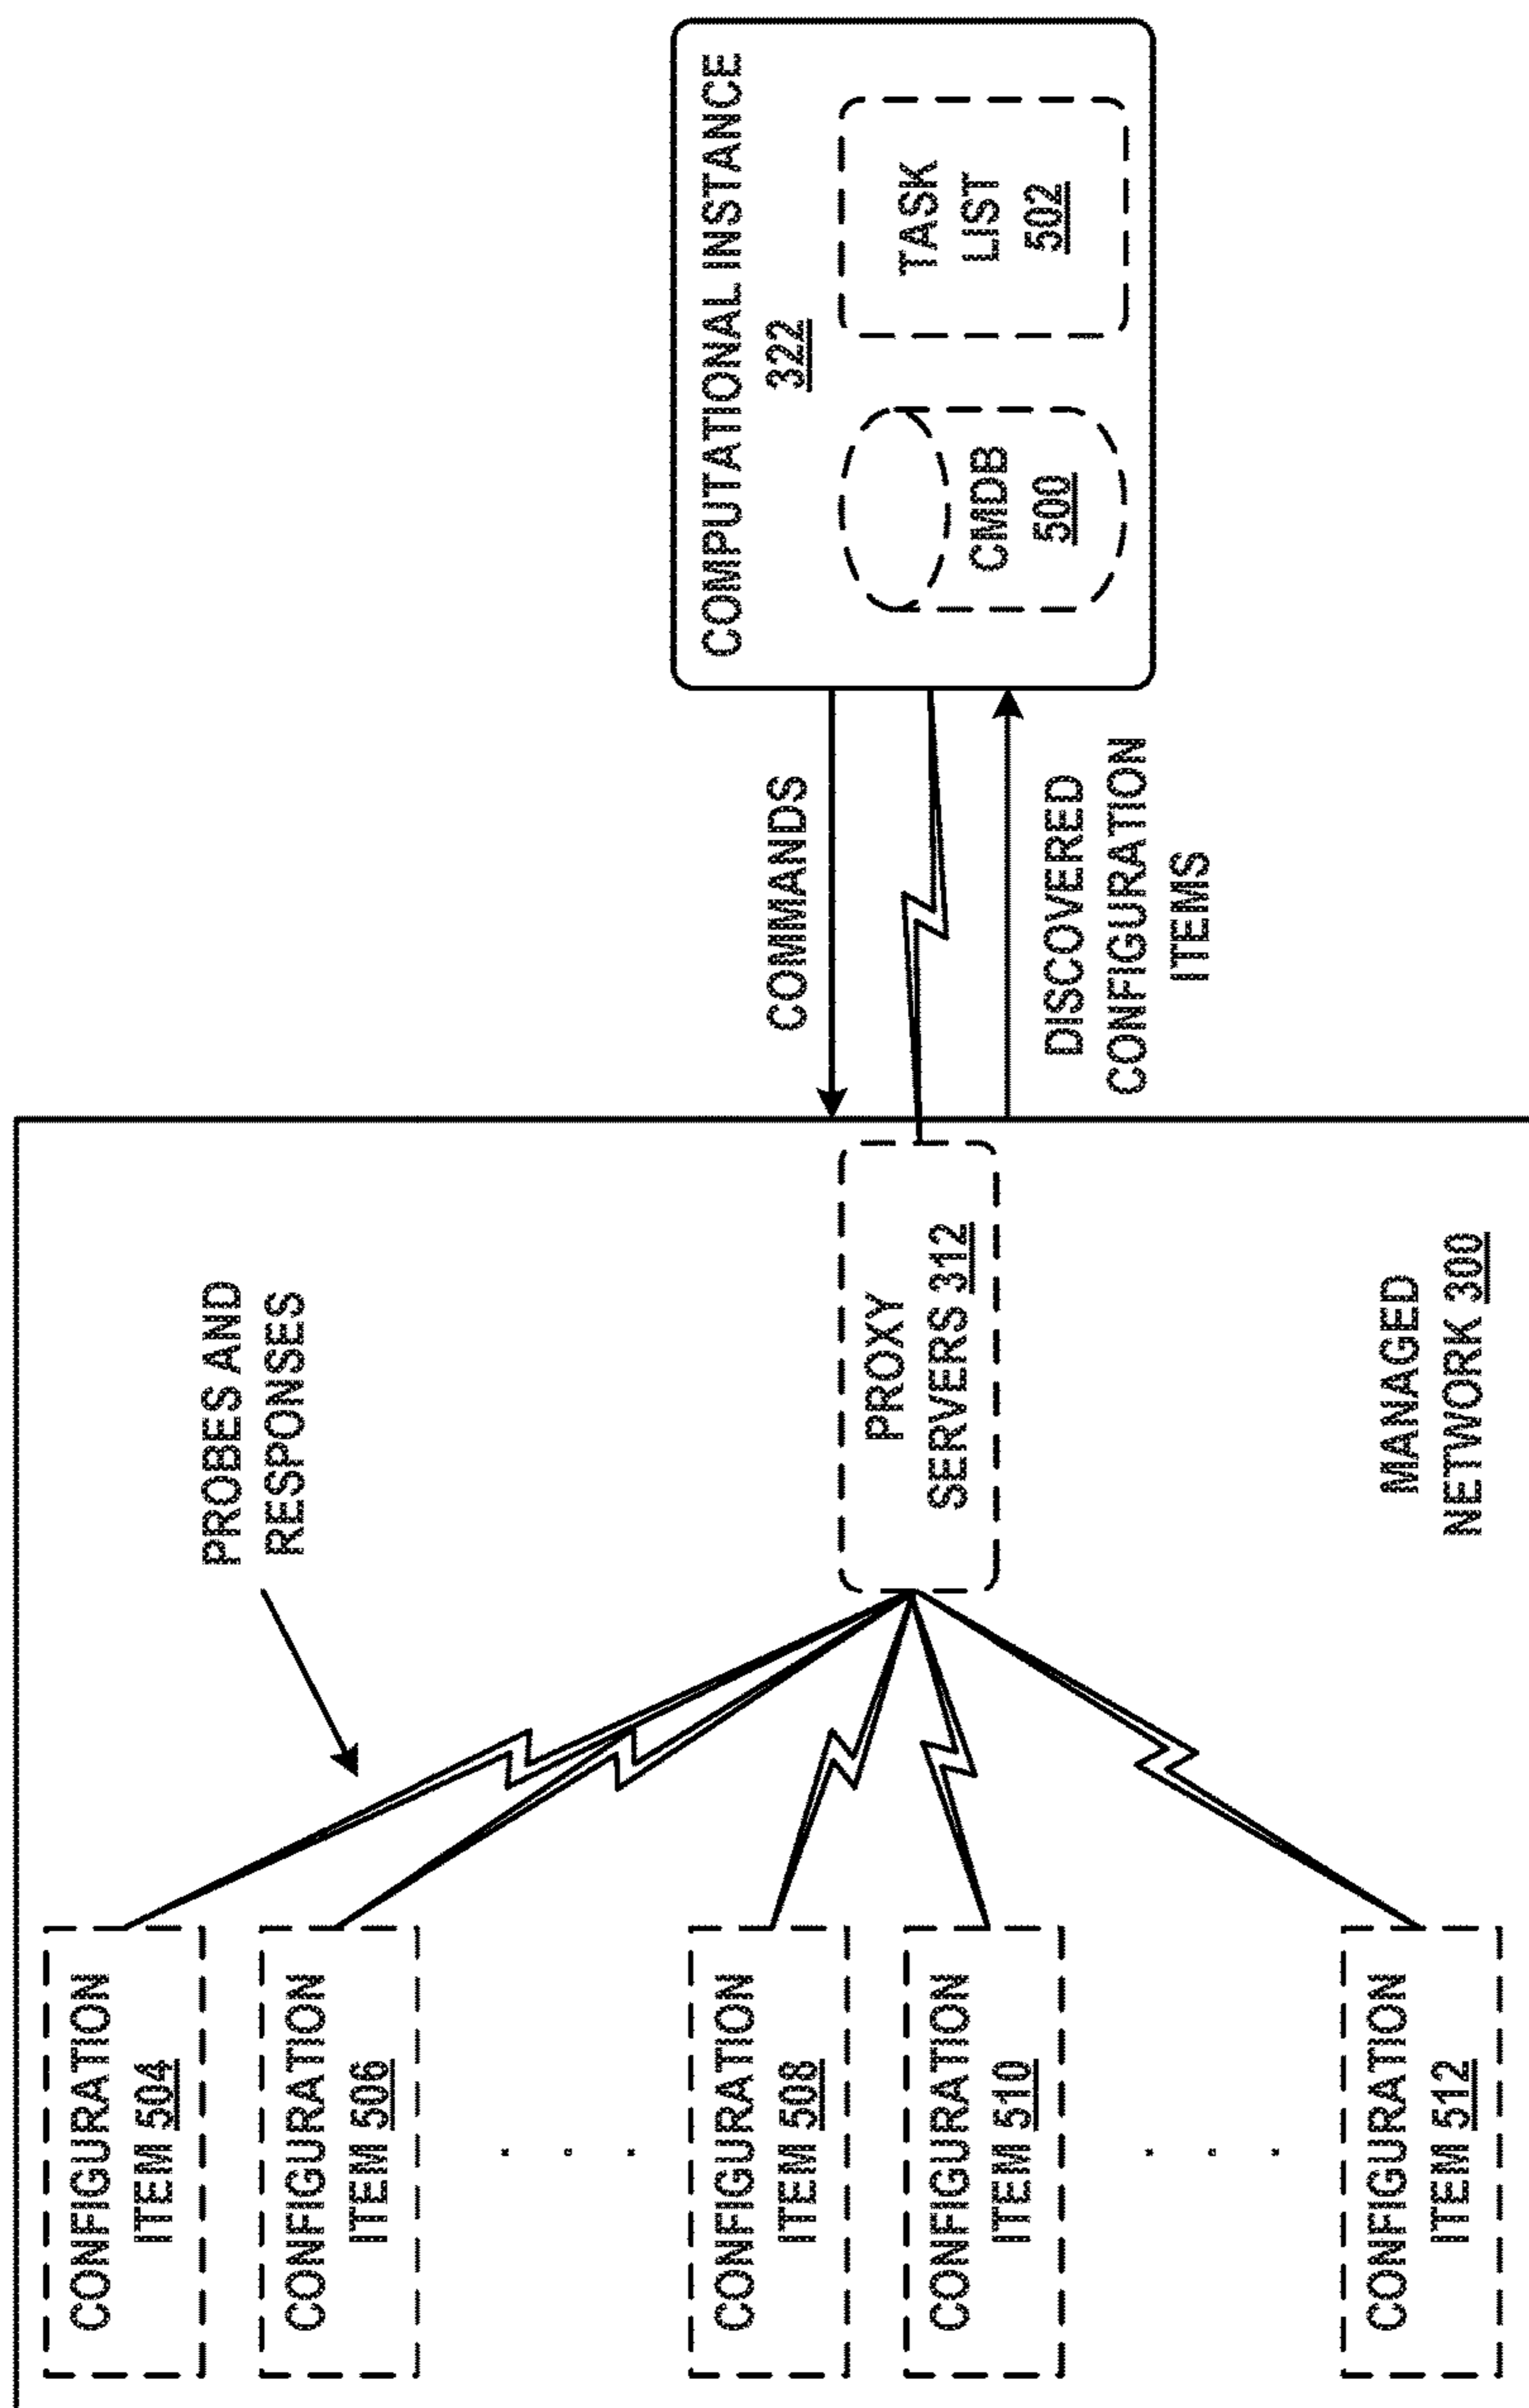 CONFIGURATION
ITEM 504
CONFIGURATION
ITEM 506
CONFIGURATION
ITEM 508
CONFIGURATION
ITEM 510
CONFIGURATION
ITEM 512
PROBES AND
RESPONSES
PROXY
SERVERS 312
MANAGED
NETWORK 300
COMMANDS
DISCOVERED
CONFIGURATION
ITEMS
COMPUTATIONAL INSTANCE
322
CMDB
500
TASK
LIST
502